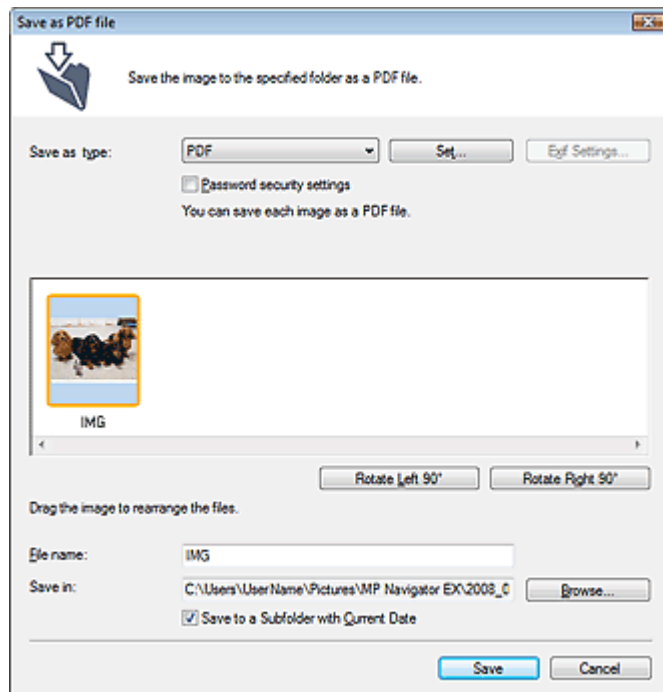 Save as PDF file
Save the image to the specified folder as a PDF file.
Save as type:
PDF
Set...
Exif Settings...
Password security settings
You can save each image as a PDF file.
IMG
Rotate Left 90°
Rotate Right 90°
Drag the image to rearrange the files.
File name:
IMG
Save in:
C:\Users\UserName\Pictures\MP Navigator EX\2008_0
Browse...
Save to a Subfolder with Current Date
Save
Cancel